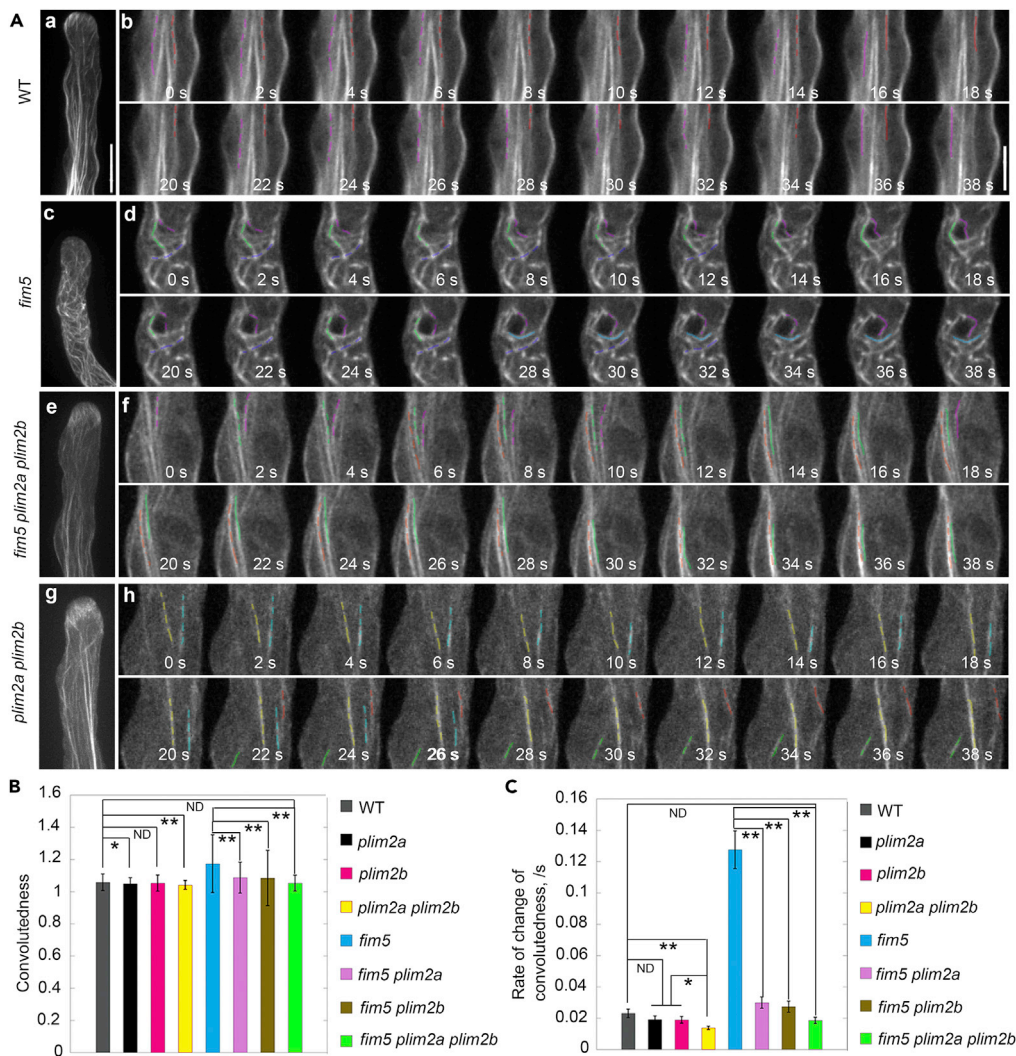 A
a
b
WT
0 s 2 s 4 s 6 s 8 s 10 s 12 s 14 s 16 s 18 s
20 s 22 s 24 s 26 s 28 s 30 s 32 s 34 s 36 s 38 s
c
d
fim5
0 s 2 s 4 s 6 s 8 s 10 s 12 s 14 s 16 s 18 s
20 s 22 s 24 s 26 s 28 s 30 s 32 s 34 s 36 s 38 s
e
f
fim5 plim2a plim2b
0 s 2 s 4 s 6 s 8 s 10 s 12 s 14 s 16 s 18 s
20 s 22 s 24 s 26 s 28 s 30 s 32 s 34 s 36 s 38 s
g
h
plim2a plim2b
0 s 2 s 4 s 6 s 8 s 10 s 12 s 14 s 16 s 18 s
20 s 22 s 24 s 26 s 28 s 30 s 32 s 34 s 36 s 38 s
B
Convolutedness
1.6
1.4
1.2
1
0.8
0.6
0.4
0.2
0
ND
ND
*
**
**
**
**
WT
plim2a
plim2b
plim2a plim2b
fim5
fim5 plim2a
fim5 plim2b
fim5 plim2a plim2b
C
Rate of change of
convolutedness, /s
0.16
0.14
0.12
0.10
0.08
0.06
0.04
0.02
0
ND
**
**
**
**
ND
*
WT
plim2a
plim2b
plim2a plim2b
fim5
fim5 plim2a
fim5 plim2b
fim5 plim2a plim2b